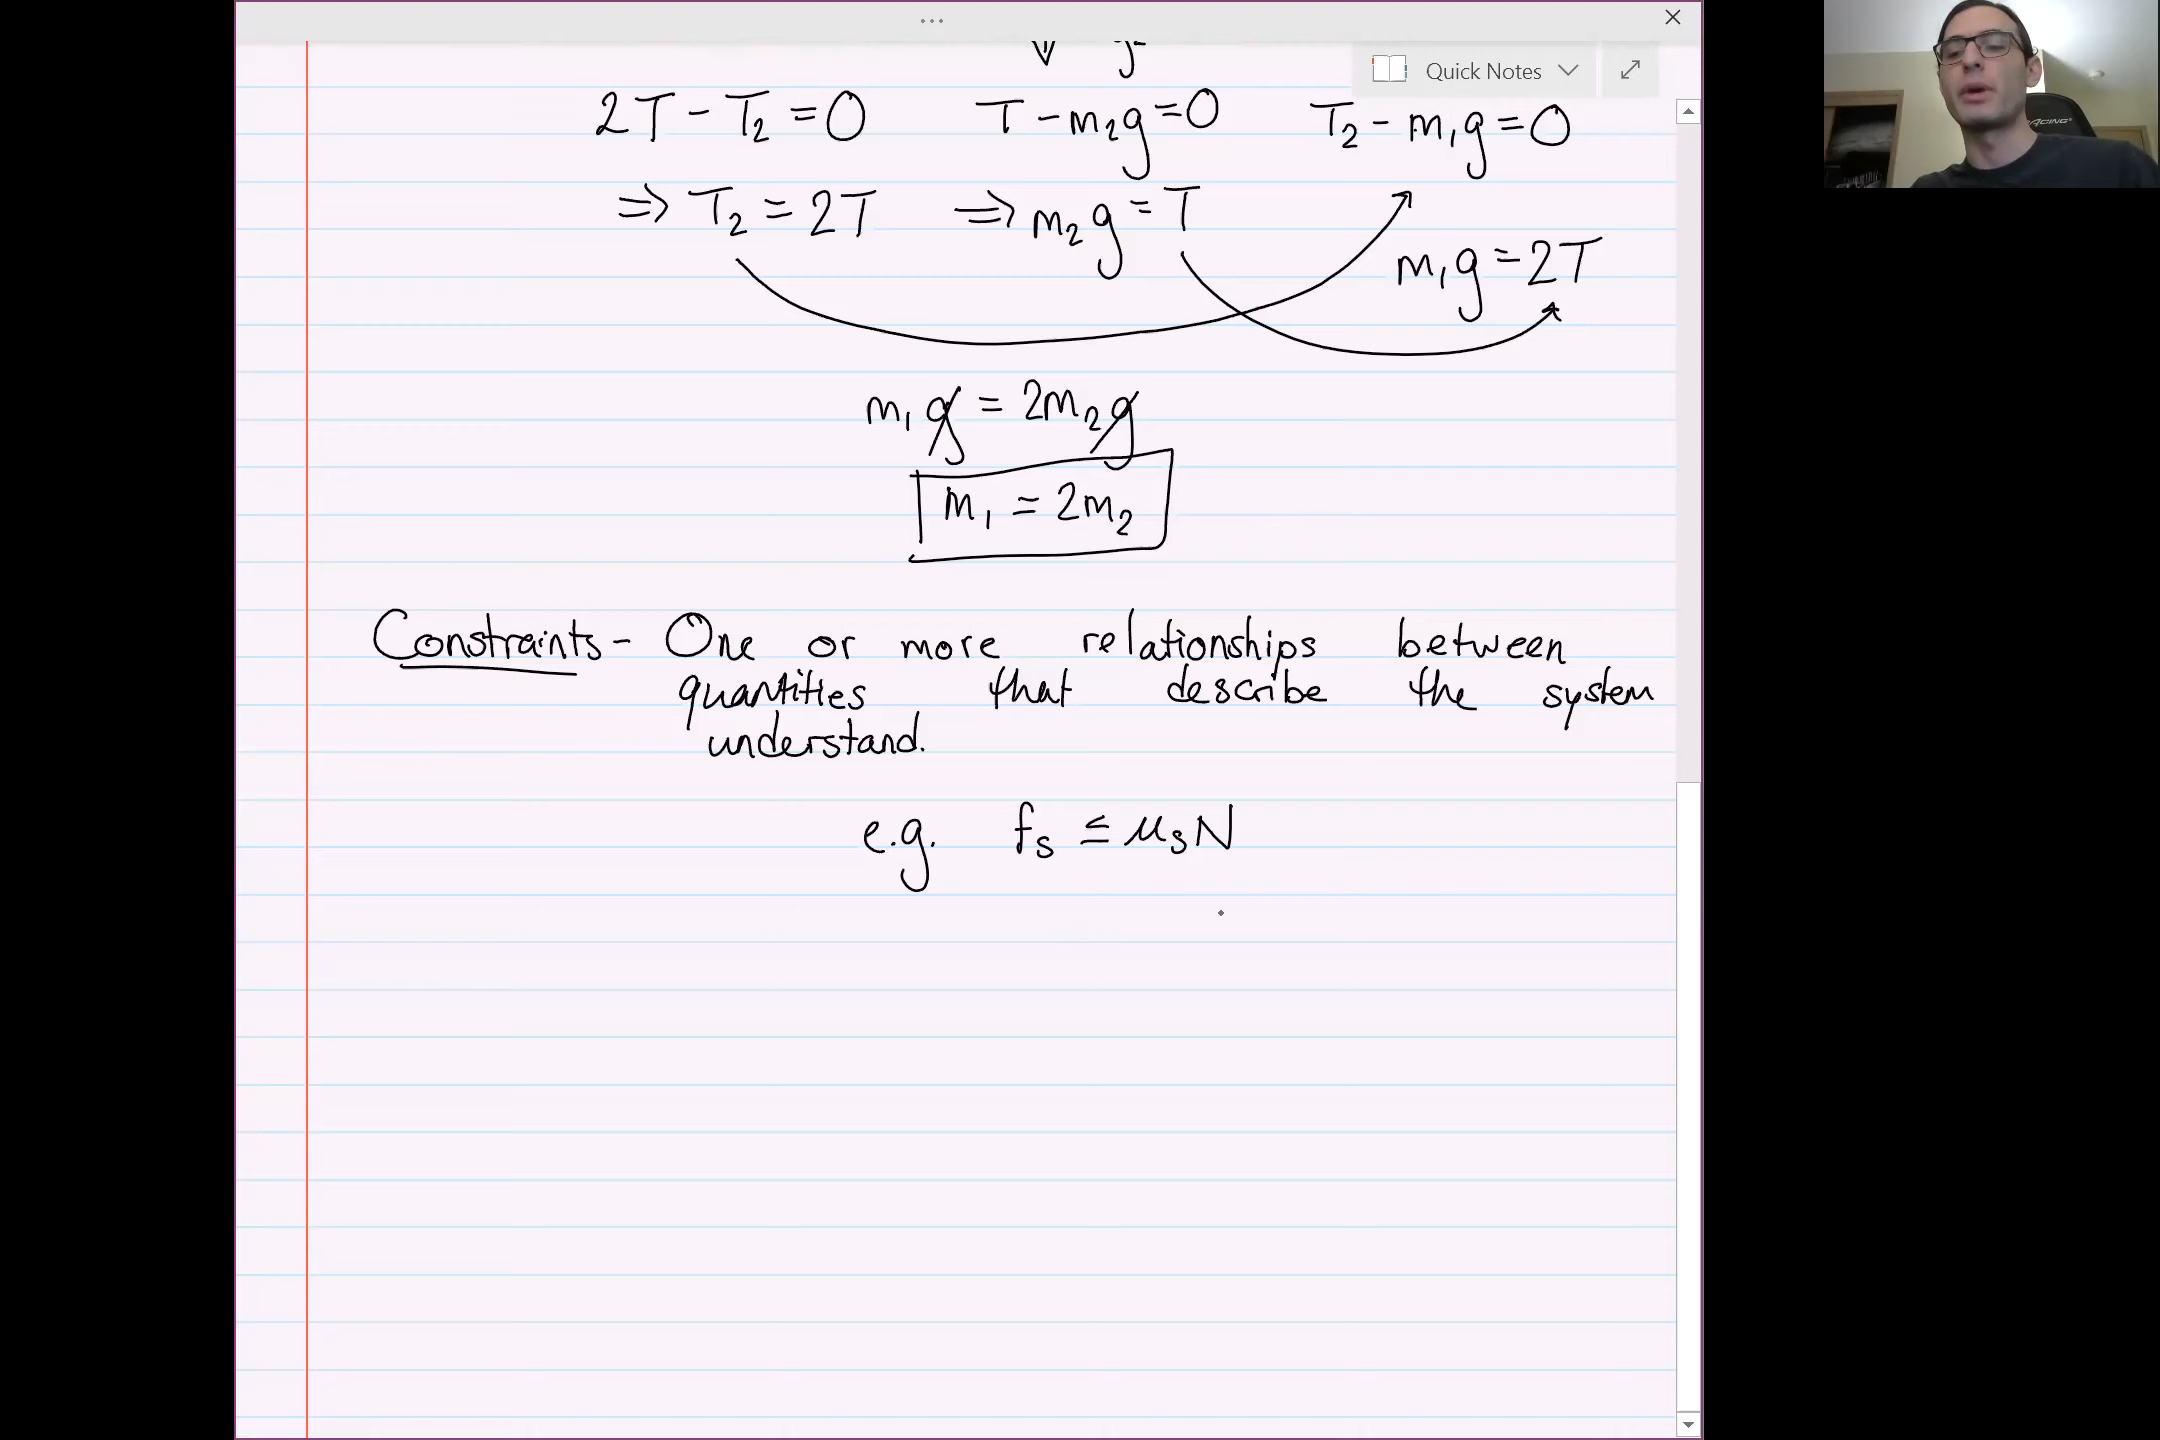 Quick Notes
2T - T₂ = 0 T - m₂g = 0 T₂ - m₁g = 0
⇒ T₂ = 2T ⇒ m₂g = T
m₁g = 2T
m₁g = 2m₂g
m₁ = 2m₂
Constraints - One or more relationships between
quantities that describe the system
understand.
e.g. fₛ ≤ μₛN